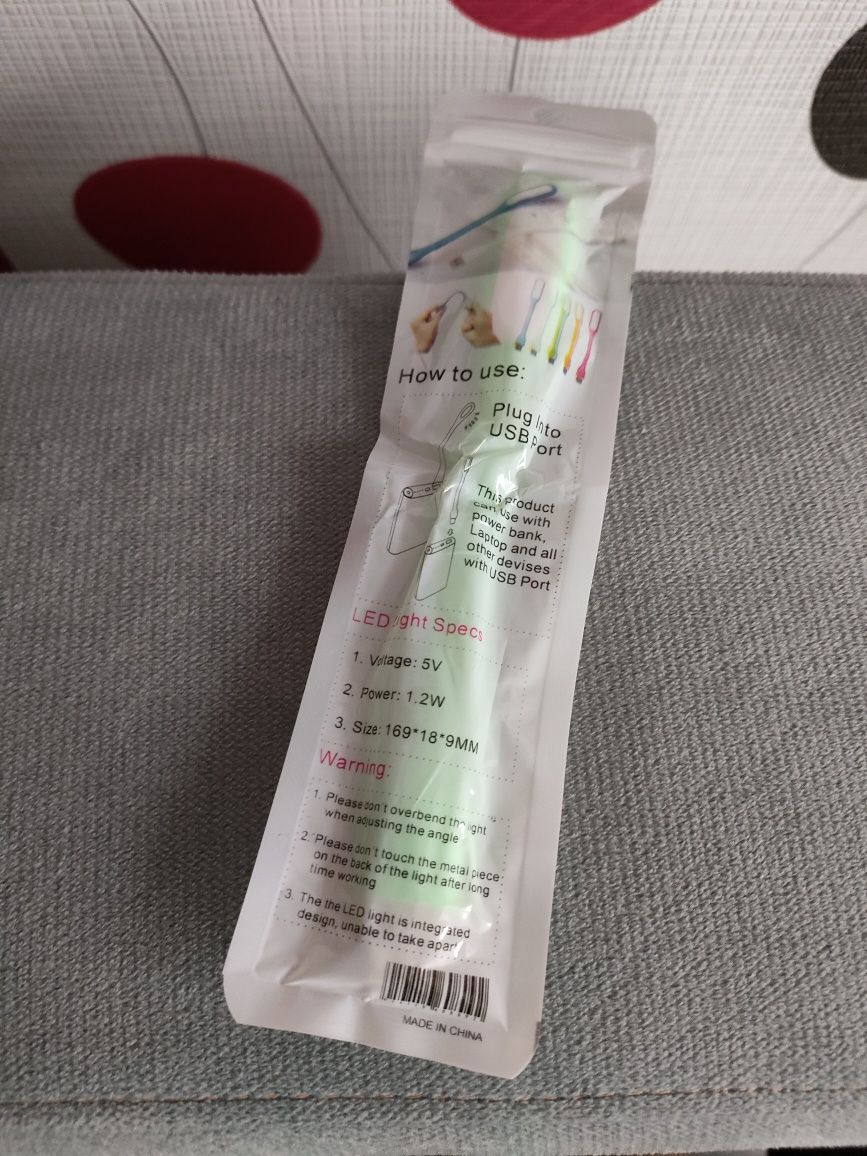 How to use:
Plug Into
USB Port
This product
can use with
power bank,
Laptop and all
other devises
with USB Port
LED light Specs
1. Voltage: 5V
2. Power: 1.2W
3. Size: 169*18*9MM
Warning:
1. Please don't overbend the light
when adjusting the angle
2. Please don't touch the metal piece
on the back of the light after long
time working
3. The the LED light is integrated
design, unable to take apart
MADE IN CHINA